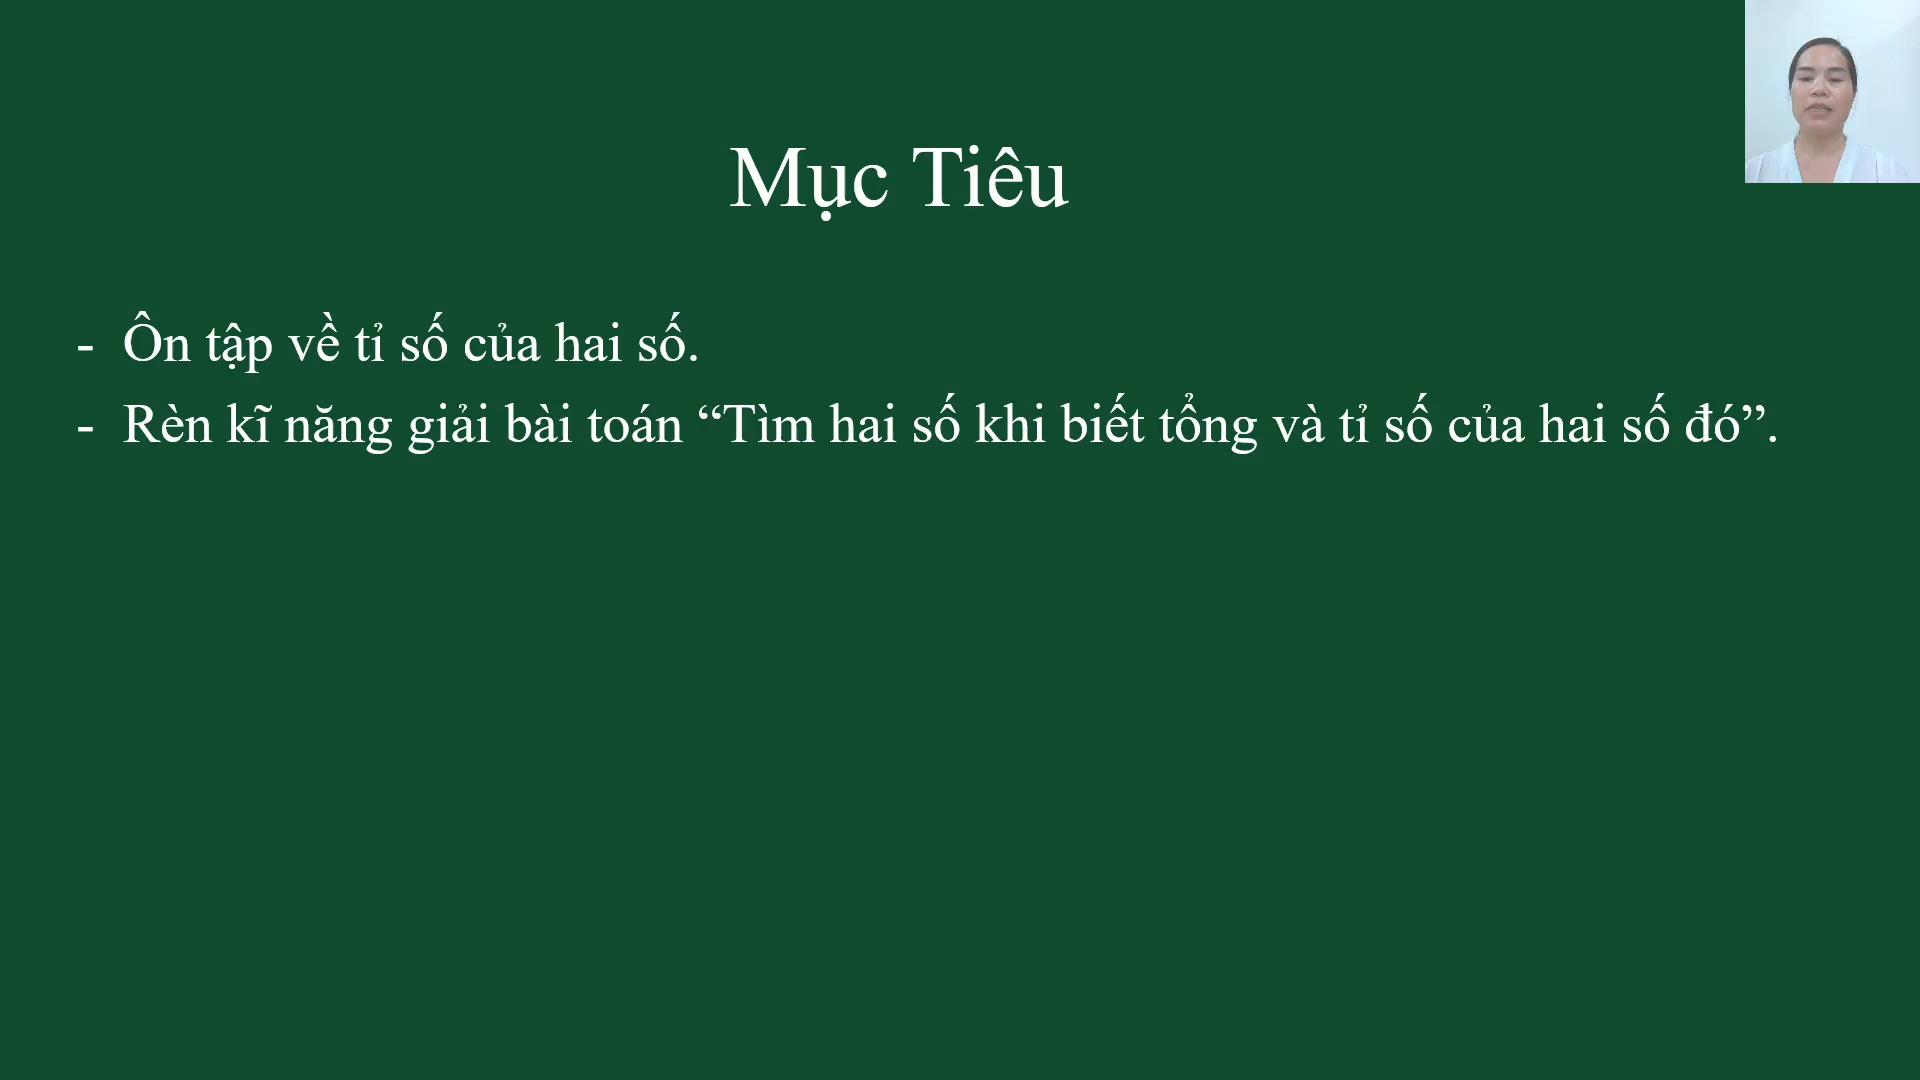 Mục Tiêu
- Ôn tập về tỉ số của hai số.
- Rèn kĩ năng giải bài toán “Tìm hai số khi biết tổng và tỉ số của hai số đó”.